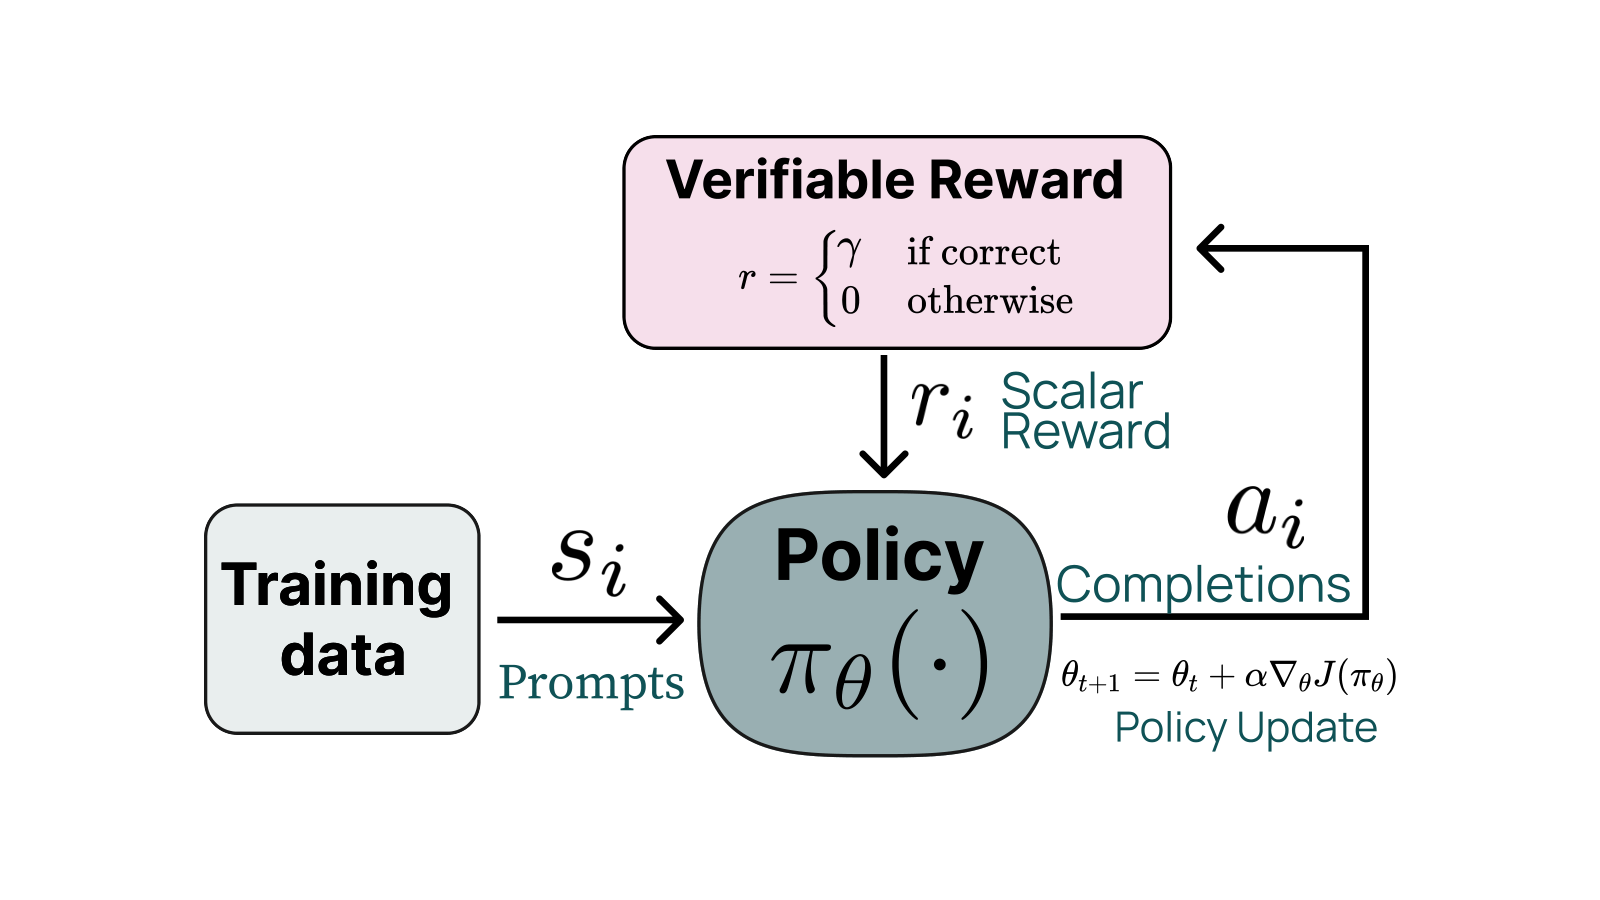 Verifiable Reward
r = { γ if correct
0 otherwise
r_i Scalar
Reward
Training
data
s_i
Prompts
Policy
π_θ(·)
a_i
Completions
θ_{t+1} = θ_t + α∇_θ J(π_θ)
Policy Update